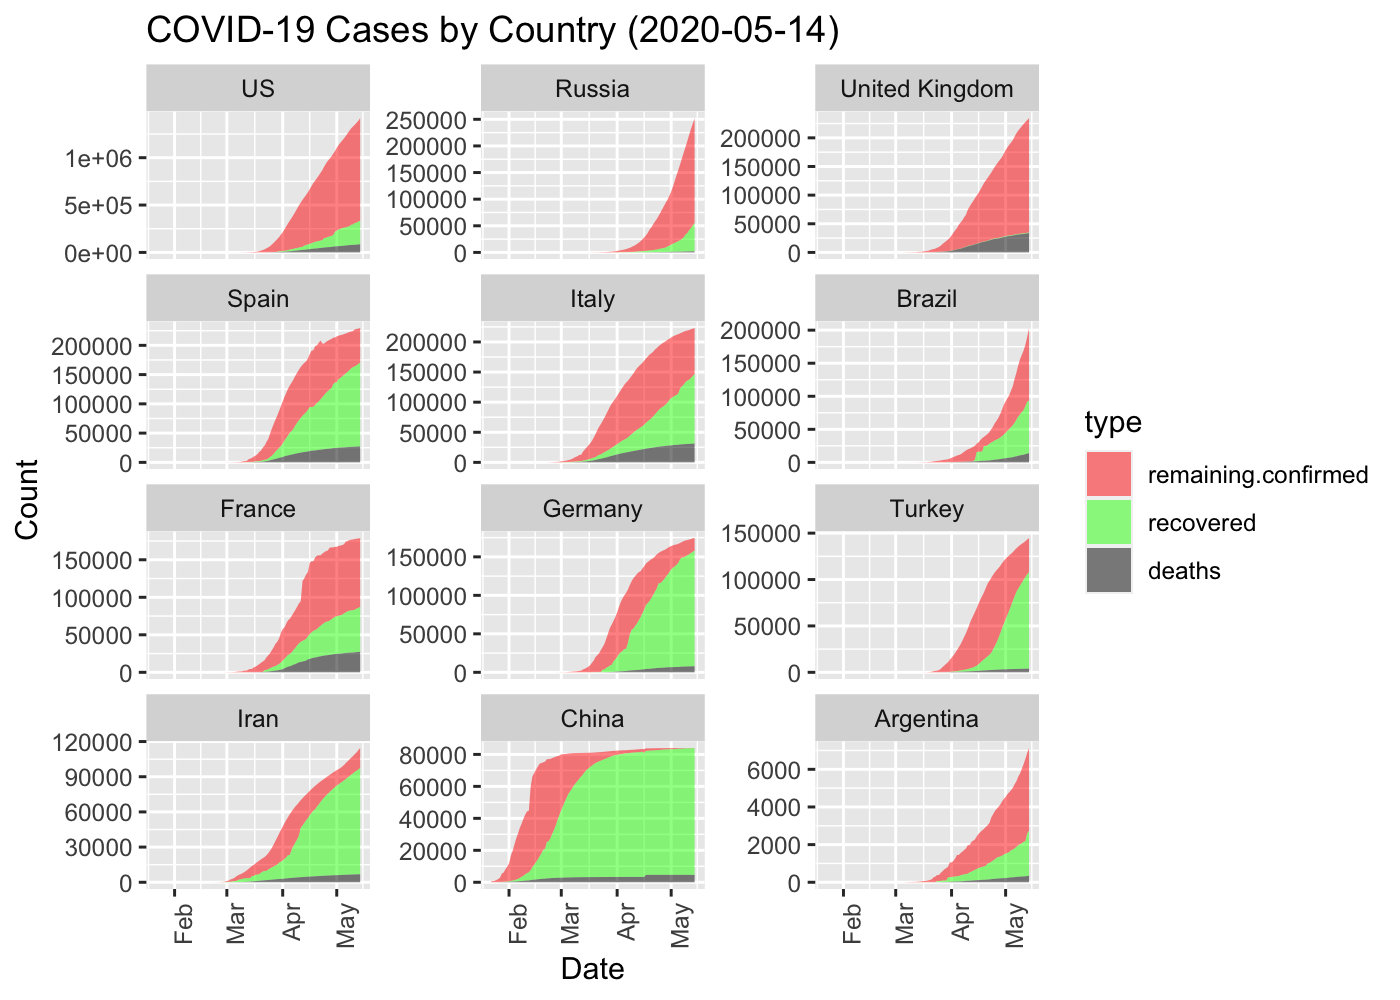 COVID-19 Cases by Country (2020-05-14)
US
Russia
United Kingdom
1e+06
5e+05
0e+00
250000
200000
150000
100000
50000
0
200000
150000
100000
50000
0
Spain
Italy
Brazil
200000
150000
100000
50000
0
200000
150000
100000
50000
0
200000
150000
100000
50000
0
France
Germany
Turkey
150000
100000
50000
0
150000
100000
50000
0
150000
100000
50000
0
Iran
China
Argentina
120000
90000
60000
30000
0
80000
60000
40000
20000
0
6000
4000
2000
0
Feb
Mar
Apr
May
Feb
Mar
Apr
May
Feb
Mar
Apr
May
Date
Count
type
remaining.confirmed
recovered
deaths